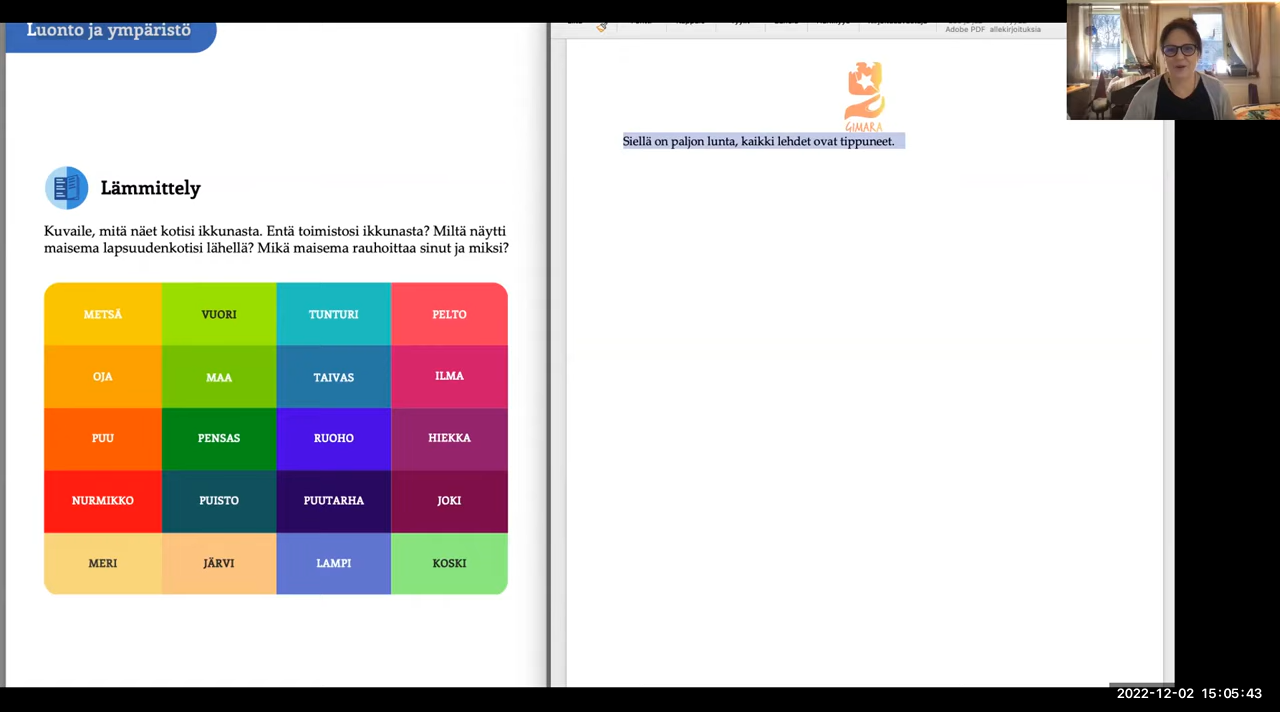 Luonto ja ympäristö
Adobe PDF allekirjoituksia
GIMARA
Siellä on paljon lunta, kaikki lehdet ovat tippuneet.
Lämmittely
Kuvaile, mitä näet kotisi ikkunasta. Entä toimistosi ikkunasta? Miltä näytti
maisema lapsuudenkotisi lähellä? Mikä maisema rauhoittaa sinut ja miksi?
METSÄ VUORI TUNTURI PELTO
OJA MAA TAIVAS ILMA
PUU PENSAS RUOHO HIEKKA
NURMIKKO PUISTO PUUTARHA JOKI
MERI JÄRVI LAMPI KOSKI
2022-12-02 15:05:43